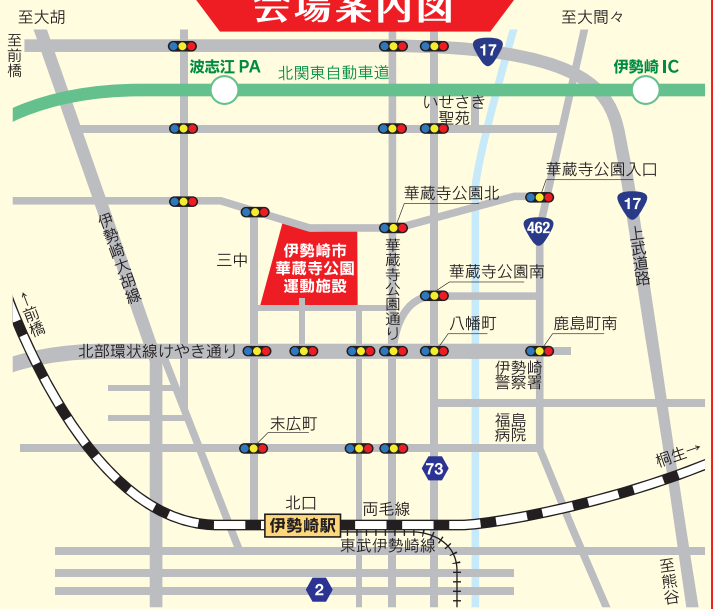 会場案内図
至大胡
至大間々
至前橋
17
波志江PA
北関東自動車道
伊勢崎IC
いせさき
聖苑
華蔵寺公園入口
華蔵寺公園北
17
462
伊勢崎大胡線
三中
伊勢崎市
華蔵寺公園
運動施設
華蔵寺公園通り
上武道路
華蔵寺公園南
←前橋
八幡町
鹿島町南
北部環状線けやき通り
伊勢崎
警察署
末広町
福島
病院
73
桐生→
北口
両毛線
伊勢崎駅
東武伊勢崎線
至熊谷
2